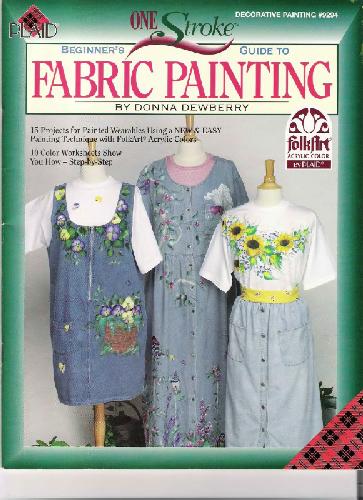 PLAID
DECORATIVE PAINTING #9294
ONE Stroke
BEGINNER'S GUIDE TO
FABRIC PAINTING
BY DONNA DEWBERRY
15 Projects for Painted Wearables Using a NEW & EASY
Painting Technique with FolkArt® Acrylic Colors
10 Color Worksheets Show
You How – Step-by-Step
FolkArt
ACRYLIC COLOR
BY PLAID®